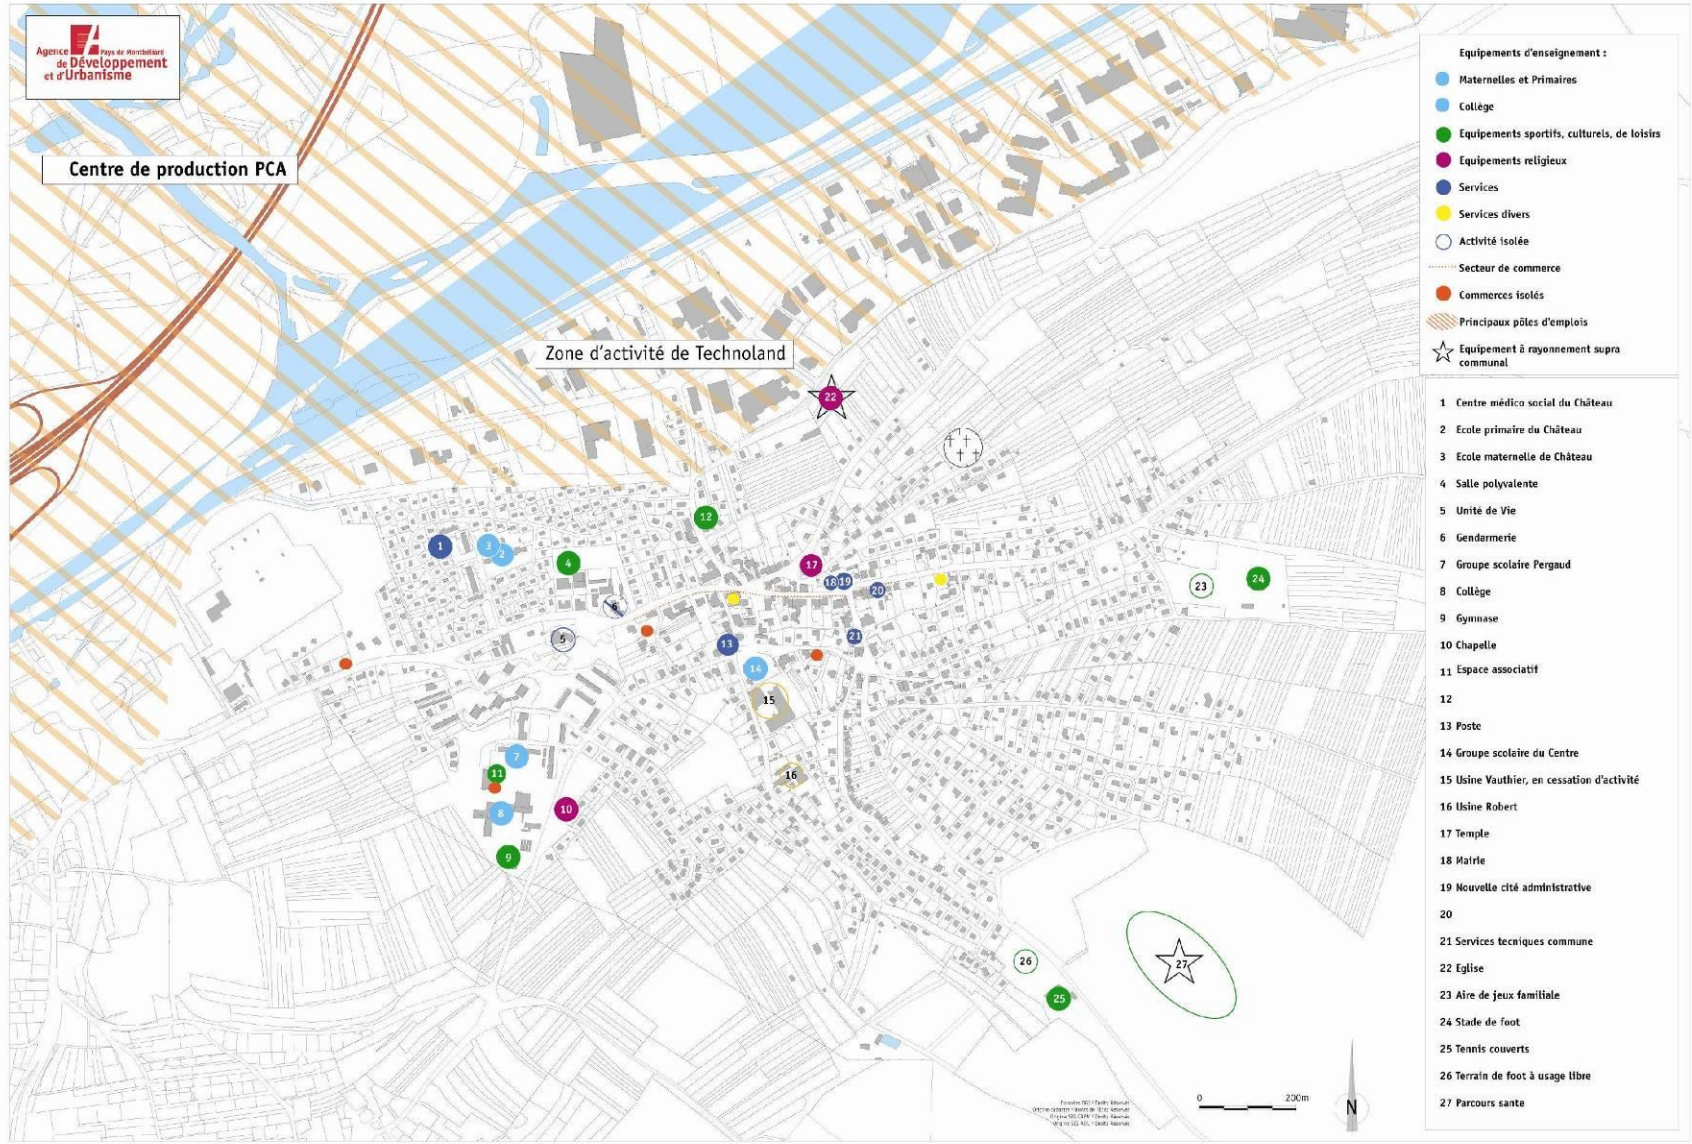 Agence Pays de Montbéliard
de Développement
et d'Urbanisme
Centre de production PCA
Zone d'activité de Technoland
Equipements d'enseignement :
Maternelles et Primaires
Collège
Equipements sportifs, culturels, de loisirs
Equipements religiux
Services
Services divers
Activité isolée
Secteur de commerce
Commerces isolés
Principaux pôles d'emplois
Equipement à rayonnement supra
communal
1 Centre médico social du Château
2 Ecole primaire du Château
3 Ecole maternelle de Château
4 Salle polyvalente
5 Unité de Vie
6 Gendarmerie
7 Groupe scolaire Pergaud
8 Collège
9 Gymnase
10 Chapelle
11 Espace associatif
12
13 Poste
14 Groupe scolaire du Centre
15 Usine Vauthier, en cessation d'activité
16 Usine Robert
17 Temple
18 Mairie
19 Nouvelle cité administrative
20
21 Services tecniques commune
22 Eglise
23 Aire de jeux familiale
24 Stade de foot
25 Tennis couverts
26 Terrain de foot à usage libre
27 Parcours sante
22
12
1
3
2
4
17
18
19
20
6
5
13
21
23
24
14
15
7
11
16
8
10
9
26
27
25
0 200m
N